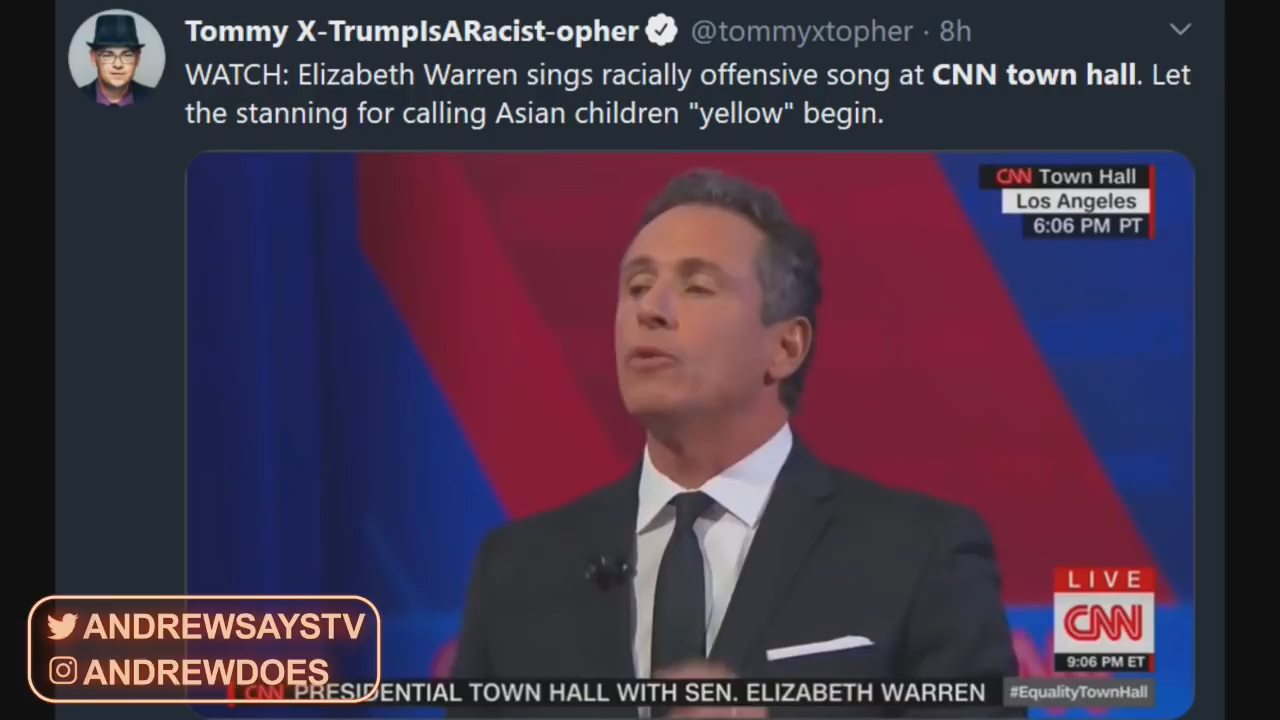 Tommy X-TrumpIsARacist-opher @tommyxtopher · 8h
WATCH: Elizabeth Warren sings racially offensive song at CNN town hall. Let
the stanning for calling Asian children "yellow" begin.
CNN Town Hall
Los Angeles
6:06 PM PT
LIVE
CNN
9:06 PM ET
ANDREWSAYSTV
ANDREWDOES
CNN PRESIDENTIAL TOWN HALL WITH SEN. ELIZABETH WARREN
#EqualityTownHall